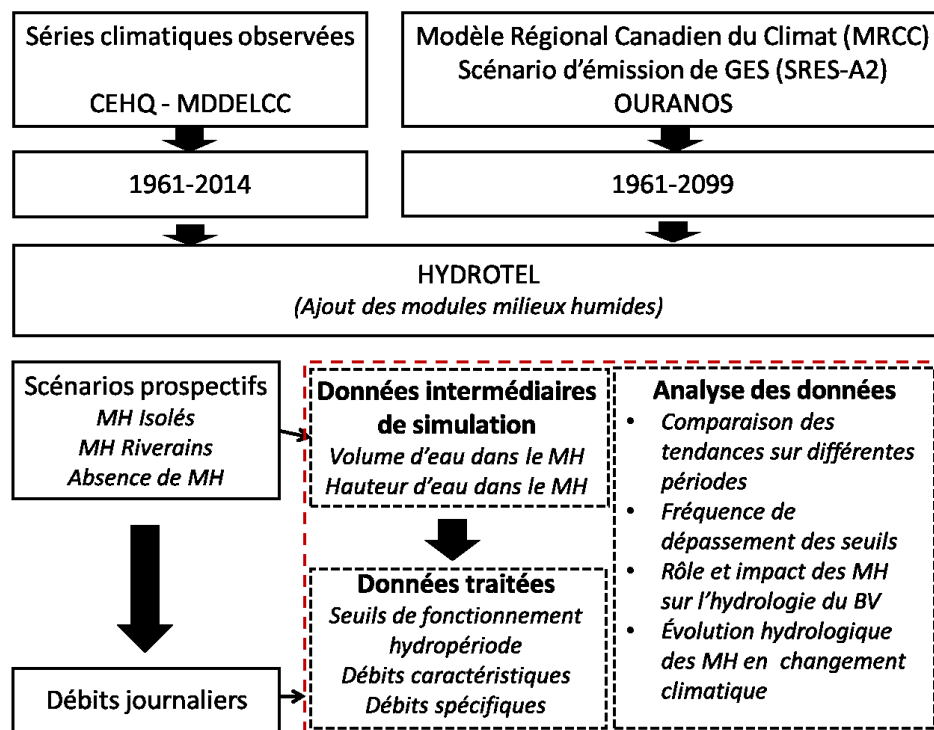 Séries climatiques observées
CEHQ - MDDELCC
Modèle Régional Canadien du Climat (MRCC)
Scénario d'émission de GES (SRES-A2)
OURANOS
1961-2014
1961-2099
HYDROTEL
(Ajout des modules milieux humides)
Scénarios prospectifs
MH Isolés
MH Riverains
Absence de MH
Débits journaliers
Données intermédiaires
de simulation
Volume d'eau dans le MH
Hauteur d'eau dans le MH
Données traitées
Seuils de fonctionnement
hydropériode
Débits caractéristiques
Débits spécifiques
Analyse des données
• Comparaison des
tendances sur différentes
périodes
• Fréquence de
dépassement des seuils
• Rôle et impact des MH
sur l'hydrologie du BV
• Évolution hydrologique
des MH en changement
climatique